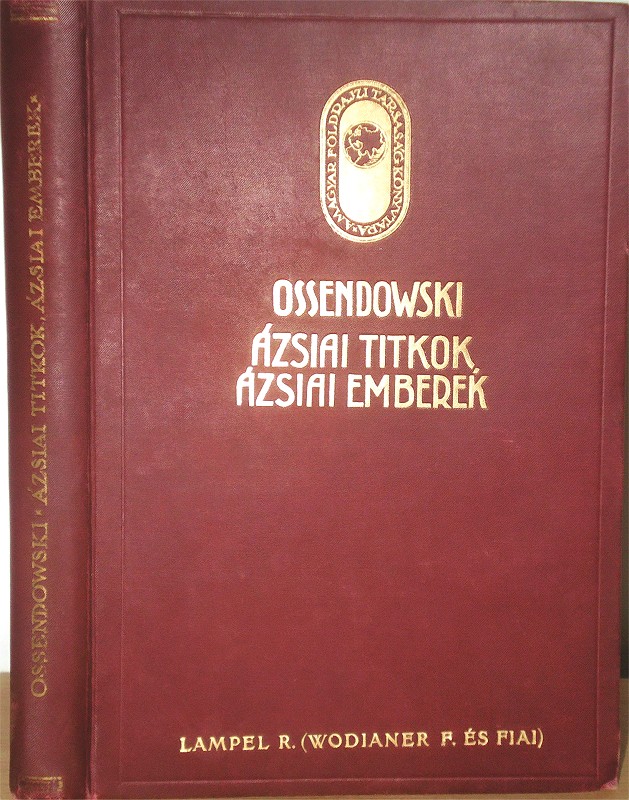 OSSENDOWSKI * ÁZSIAI TITKOK, ÁZSIAI EMBEREK *
A MAGYAR FÖLDRAJZI TÁRSASÁG KÖNYVTÁRA *
OSSENDOWSKI
ÁZSIAI TITKOK,
ÁZSIAI EMBEREK
LAMPEL R. (WODIANER F. ÉS FIAI)